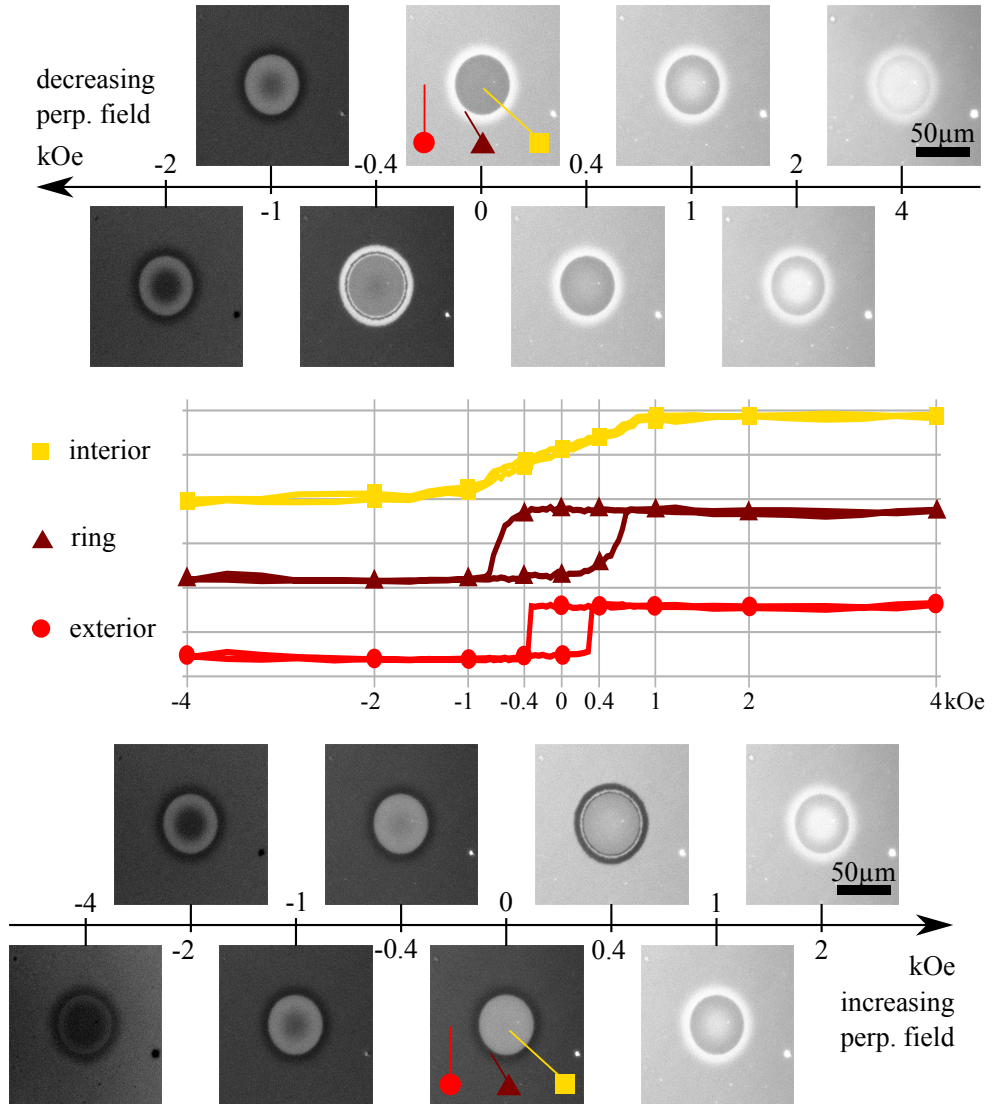 decreasing
perp. field
kOe
50μm
-2 -0.4 0.4 2
-1 0 1 4
interior
ring
exterior
-4 -2 -1 -0.4 0 0.4 1 2 4 kOe
50μm
-4 -1 0 1
-2 -0.4 0.4 2
kOe
increasing
perp. field